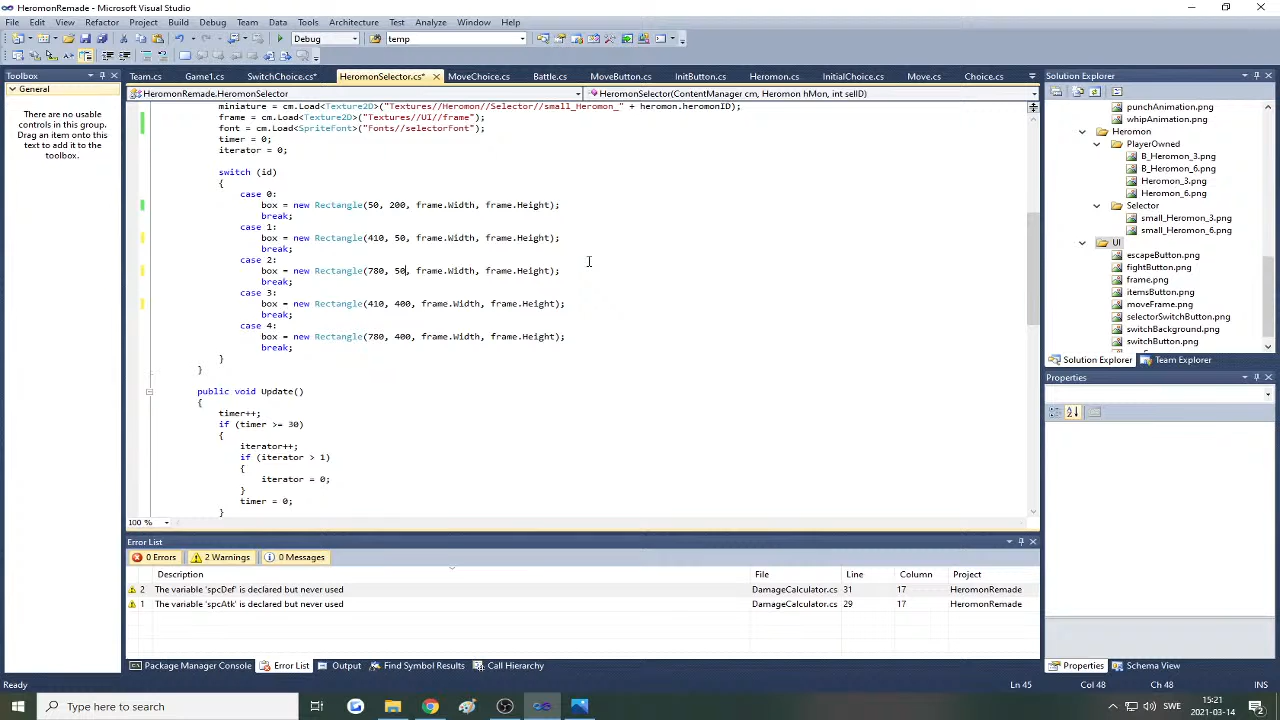 HeromonRemade - Microsoft Visual Studio
File Edit View Refactor Project Build Debug Team Data Tools Architecture Test Analyze Window Help
Debug temp
Toolbox
General
There are no usable controls in this group. Drag an item onto this text to add it to the toolbox.
Team.cs Game1.cs SwitchChoice.cs* HeromonSelector.cs* MoveChoice.cs Battle.cs MoveButton.cs InitButton.cs Heromon.cs InitialChoice.cs Move.cs Choice.cs
HeromonRemade.HeromonSelector HeromonSelector(ContentManager cm, Heromon hMon, int sellD)
miniature = cm.Load<Texture2D>("Textures//Heromon//Selector//small_Heromon_" + heromon.heromonID);
frame = cm.Load<Texture2D>("Textures//UI//frame");
font = cm.Load<SpriteFont>("Fonts//selectorFont");
timer = 0;
iterator = 0;
switch (id)
{
case 0:
box = new Rectangle(50, 200, frame.Width, frame.Height);
break;
case 1:
box = new Rectangle(410, 50, frame.Width, frame.Height);
break;
case 2:
box = new Rectangle(780, 50, frame.Width, frame.Height);
break;
case 3:
box = new Rectangle(410, 400, frame.Width, frame.Height);
break;
case 4:
box = new Rectangle(780, 400, frame.Width, frame.Height);
break;
}
}
public void Update()
{
timer++;
if (timer >= 30)
{
iterator++;
if (iterator > 1)
{
iterator = 0;
}
timer = 0;
}
100 %
Error List
0 Errors 2 Warnings 0 Messages
Description File Line Column Project
2 The variable 'spcDef' is declared but never used DamageCalculator.cs 31 17 HeromonRemade
1 The variable 'spcAtk' is declared but never used DamageCalculator.cs 29 17 HeromonRemade
Package Manager Console Error List Output Find Symbol Results Call Hierarchy
Solution Explorer
punchAnimation.png
whipAnimation.png
Heromon
PlayerOwned
B_Heromon_3.png
B_Heromon_6.png
Heromon_3.png
Heromon_6.png
Selector
small_Heromon_3.png
small_Heromon_6.png
UI
escapeButton.png
fightButton.png
frame.png
itemsButton.png
moveFrame.png
selectorSwitchButton.png
switchBackground.png
switchButton.png
Solution Explorer Team Explorer
Properties
Properties Schema View
Ready Ln 45 Col 48 Ch 48 INS
Type here to search SWE 15:21 2021-03-14 2